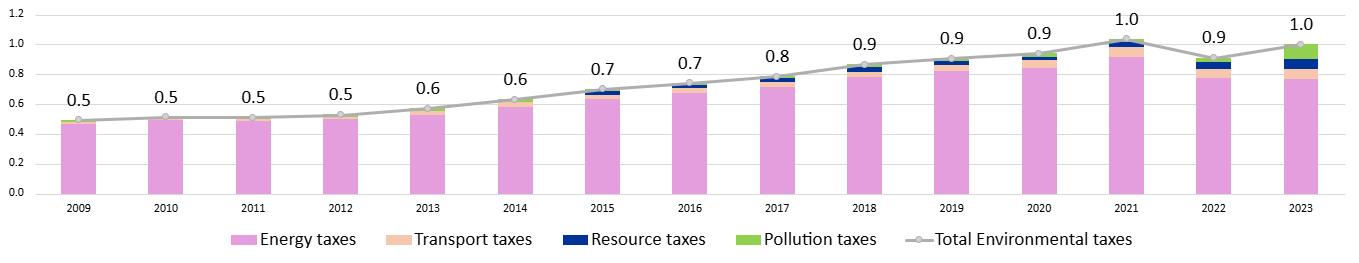 1.2
1.0
0.8
0.6
0.4
0.2
0.0
0.5 0.5 0.5 0.5 0.6 0.6 0.7 0.7 0.8 0.9 0.9 0.9 1.0 0.9 1.0
2009 2010 2011 2012 2013 2014 2015 2016 2017 2018 2019 2020 2021 2022 2023
Energy taxes Transport taxes Resource taxes Pollution taxes Total Environmental taxes